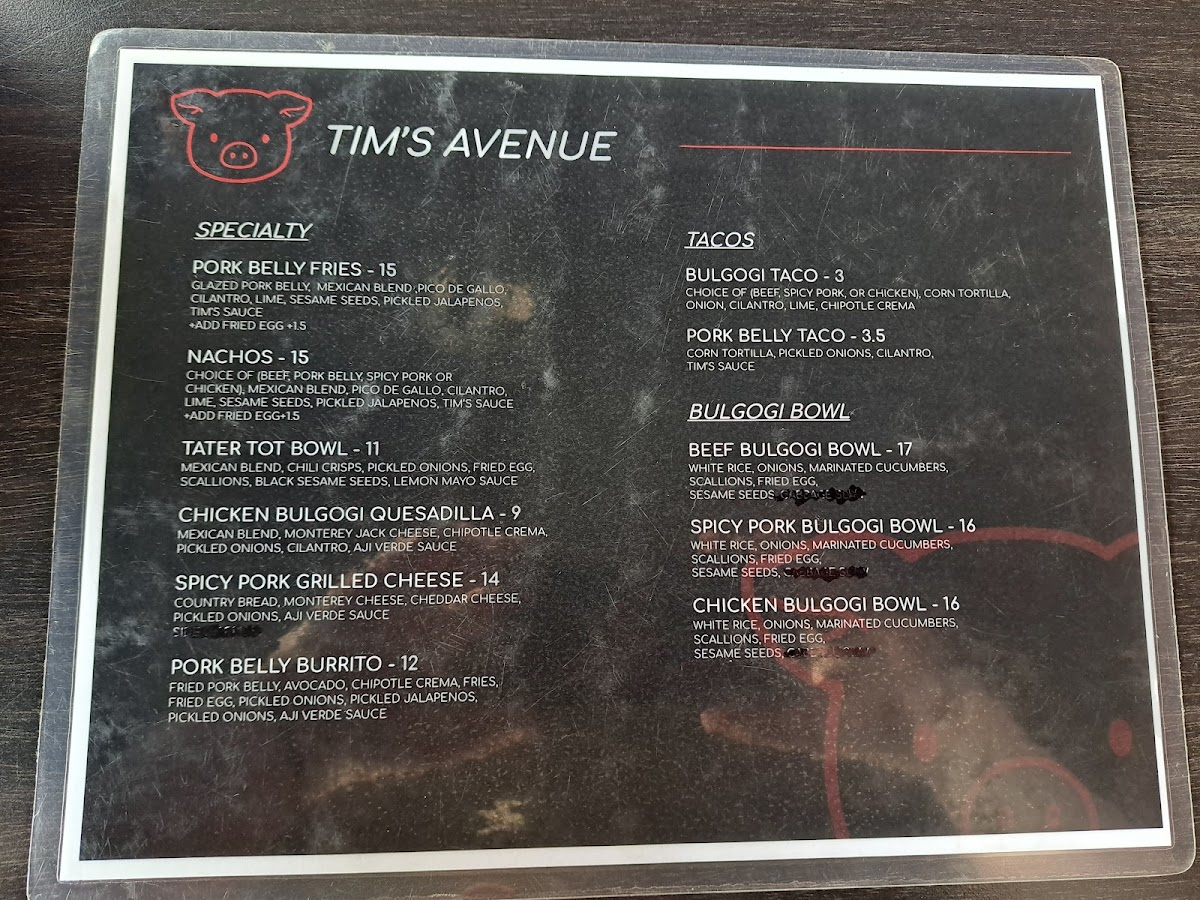 TIM'S AVENUE
SPECIALTY
PORK BELLY FRIES - 15
GLAZED PORK BELLY, MEXICAN BLEND ,PICO DE GALLO,
CILANTRO, LIME, SESAME SEEDS, PICKLED JALAPENOS,
TIM'S SAUCE
+ADD FRIED EGG +1.5
NACHOS - 15
CHOICE OF (BEEF, PORK BELLY, SPICY PORK OR
CHICKEN), MEXICAN BLEND, PICO DE GALLO, CILANTRO,
LIME, SESAME SEEDS, PICKLED JALAPENOS, TIM'S SAUCE
+ADD FRIED EGG+1.5
TATER TOT BOWL - 11
MEXICAN BLEND, CHILI CRISPS, PICKLED ONIONS, FRIED EGG,
SCALLIONS, BLACK SESAME SEEDS, LEMON MAYO SAUCE
CHICKEN BULGOGI QUESADILLA - 9
MEXICAN BLEND, MONTEREY JACK CHEESE, CHIPOTLE CREMA,
PICKLED ONIONS, CILANTRO, AJI VERDE SAUCE
SPICY PORK GRILLED CHEESE - 14
COUNTRY BREAD, MONTEREY CHEESE, CHEDDAR CHEESE,
PICKLED ONIONS, AJI VERDE SAUCE
PORK BELLY BURRITO - 12
FRIED PORK BELLY, AVOCADO, CHIPOTLE CREMA, FRIES,
FRIED EGG, PICKLED ONIONS, PICKLED JALAPENOS,
PICKLED ONIONS, AJI VERDE SAUCE
TACOS
BULGOGI TACO - 3
CHOICE OF (BEEF, SPICY PORK, OR CHICKEN), CORN TORTILLA,
ONION, CILANTRO, LIME, CHIPOTLE CREMA
PORK BELLY TACO - 3.5
CORN TORTILLA, PICKLED ONIONS, CILANTRO,
TIM'S SAUCE
BULGOGI BOWL
BEEF BULGOGI BOWL - 17
WHITE RICE, ONIONS, MARINATED CUCUMBERS,
SCALLIONS, FRIED EGG,
SESAME SEEDS,
SPICY PORK BULGOGI BOWL - 16
WHITE RICE, ONIONS, MARINATED CUCUMBERS,
SCALLIONS, FRIED EGG,
SESAME SEEDS,
CHICKEN BULGOGI BOWL - 16
WHITE RICE, ONIONS, MARINATED CUCUMBERS,
SCALLIONS, FRIED EGG,
SESAME SEEDS,